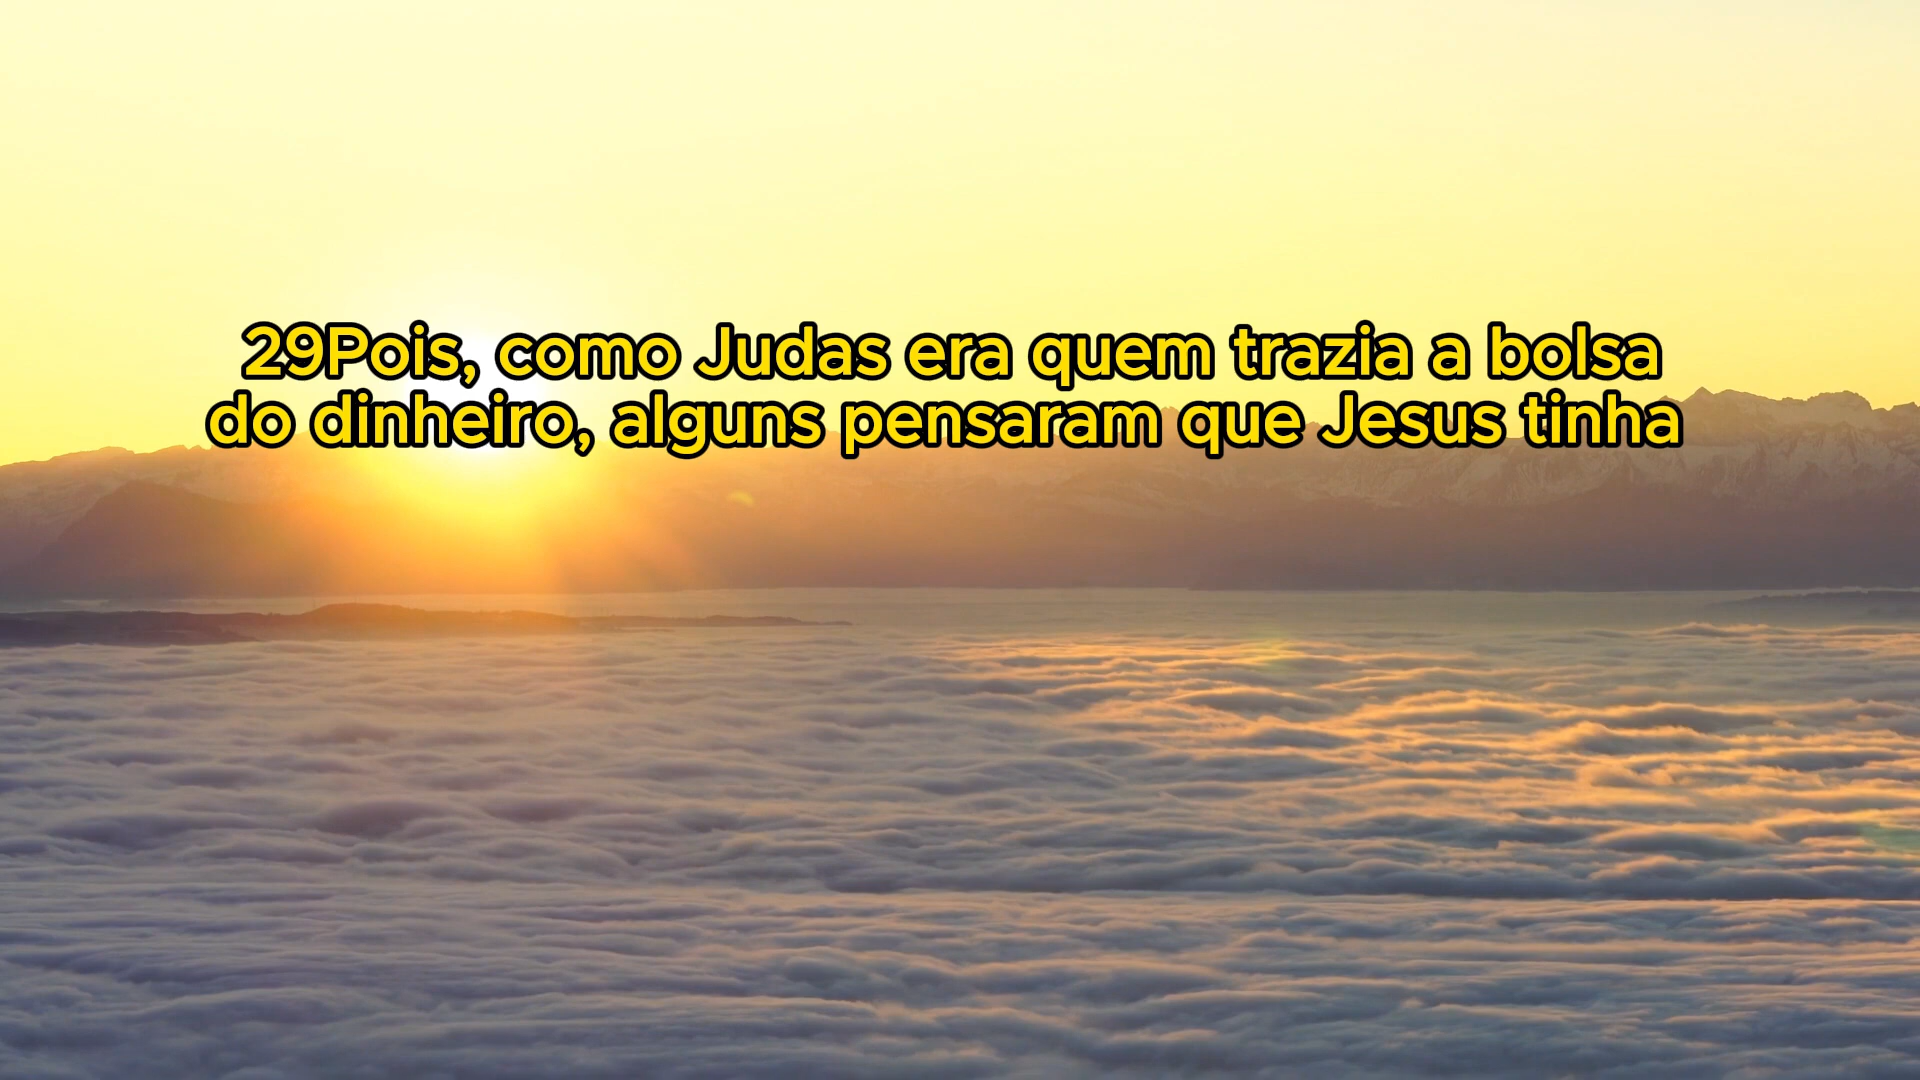 29Pois, como Judas era quem trazia a bolsa
do dinheiro, alguns pensaram que Jesus tinha